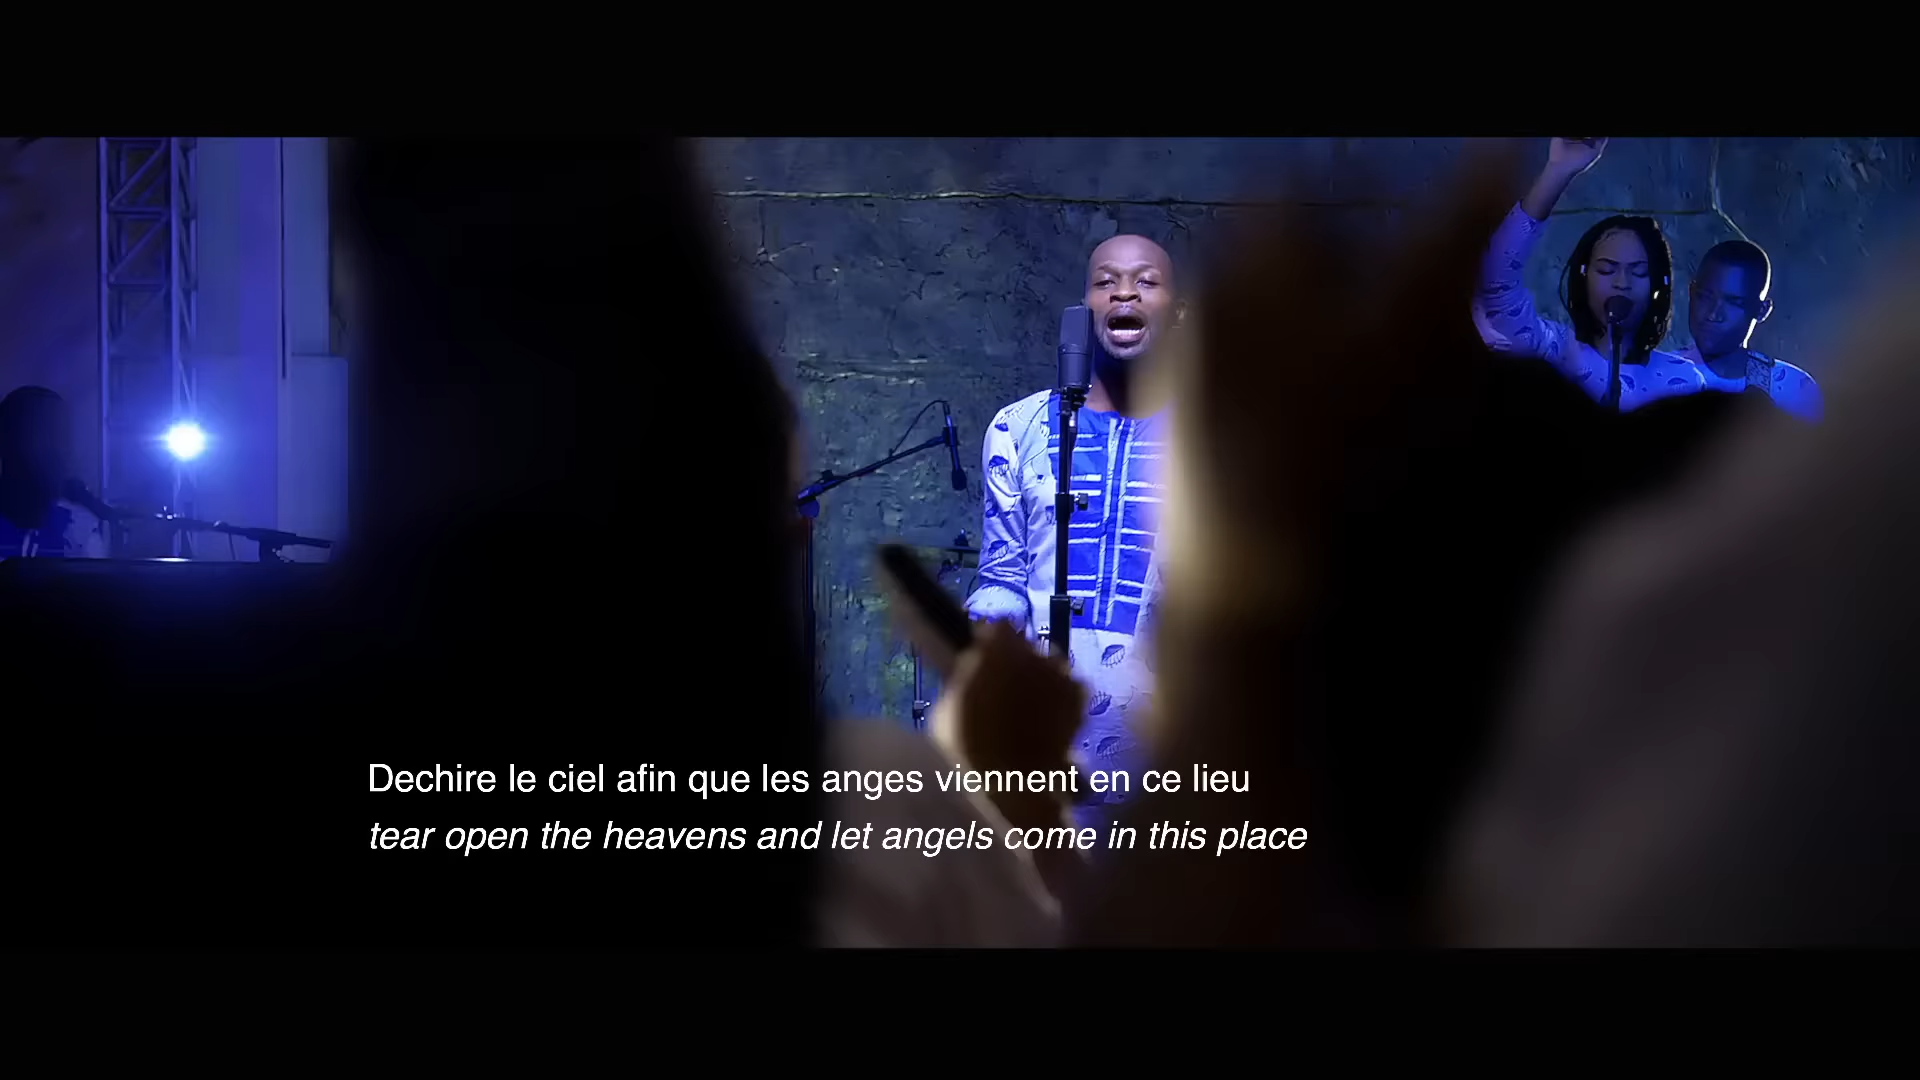 Dechire le ciel afin que les anges viennent en ce lieu
tear open the heavens and let angels come in this place